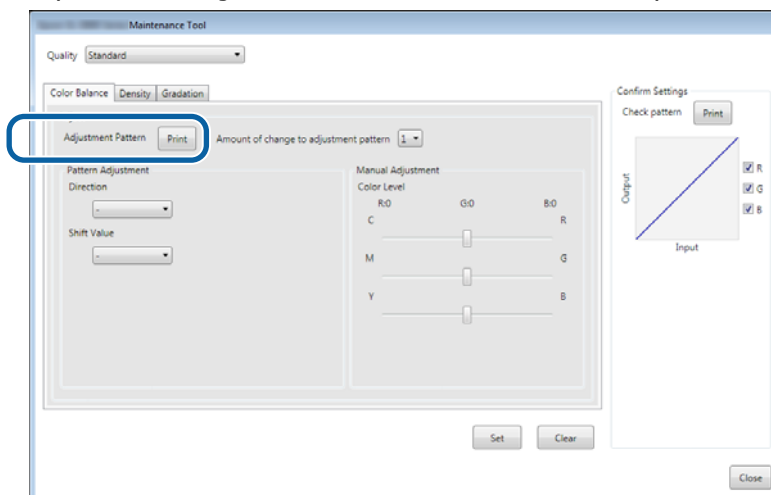 Maintenance Tool
Quality Standard
Color Balance Density Gradation
Adjustment Pattern Print Amount of change to adjustment pattern 1
Pattern Adjustment
Direction
-
Shift Value
-
Manual Adjustment
Color Level
R:0 G:0 B:0
C R
M G
Y B
Set Clear
Confirm Settings
Check pattern Print
Output
Input
R
G
B
Close